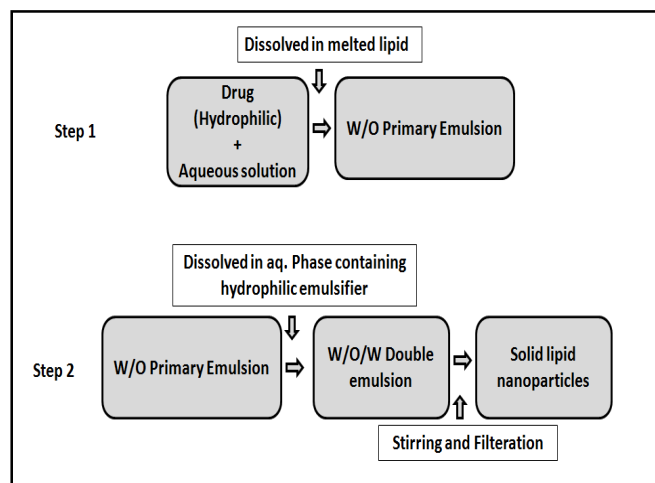 Dissolved in melted lipid
Step 1
Drug
(Hydrophilic)
+
Aqueous solution
W/O Primary Emulsion
Dissolved in aq. Phase containing
hydrophilic emulsifier
Step 2
W/O Primary Emulsion
W/O/W Double
emulsion
Solid lipid
nanoparticles
Stirring and Filteration